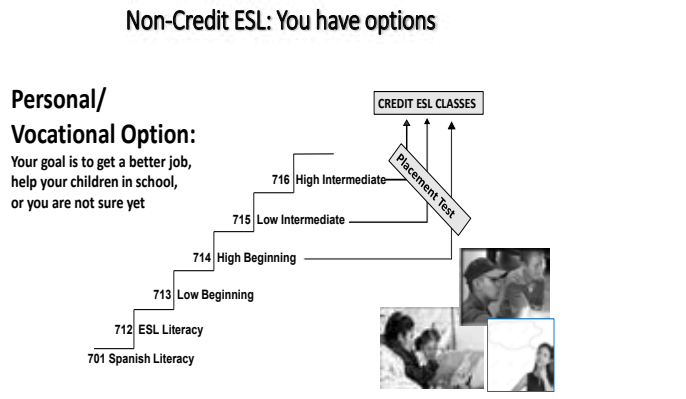 Non-Credit ESL: You have options
Personal/
Vocational Option:
Your goal is to get a better job,
help your children in school,
or you are not sure yet
CREDIT ESL CLASSES
Placement Test
716 High Intermediate
715 Low Intermediate
714 High Beginning
713 Low Beginning
712 ESL Literacy
701 Spanish Literacy